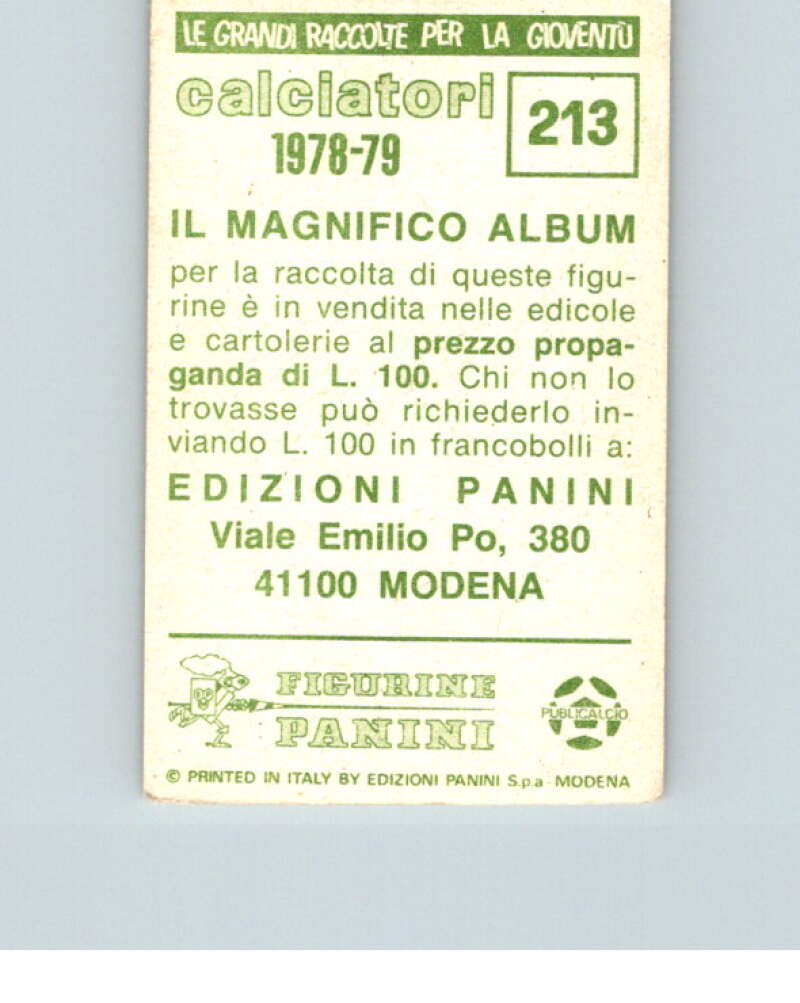 LE GRANDI RACCOLTE PER LA GIOVENTÙ
calciatori
1978-79
213
IL MAGNIFICO ALBUM
per la raccolta di queste figu-
rine è in vendita nelle edicole
e cartolerie al prezzo propa-
ganda di L. 100. Chi non lo
trovasse può richiederlo in-
viando L. 100 in francobolli a:
EDIZIONI PANINI
Viale Emilio Po, 380
41100 MODENA
FIGURINE
PANINI
PUBLICALCIO
© PRINTED IN ITALY BY EDIZIONI PANINI S.p.a MODENA